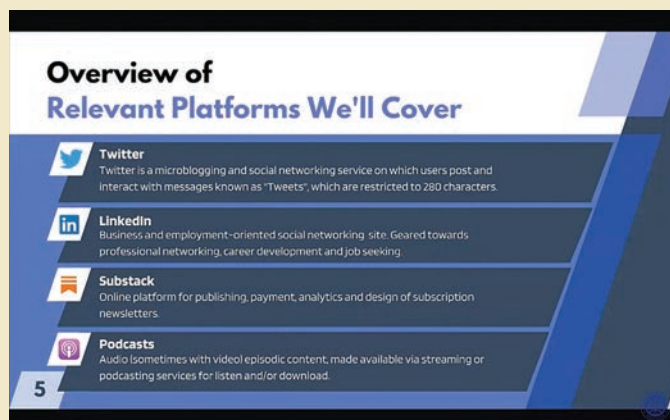 Overview of
Relevant Platforms We'll Cover
Twitter
Twitter is a microblogging and social networking service on which users post and
interact with messages known as "Tweets", which are restricted to 280 characters.
in
LinkedIn
Business and employment-oriented social networking site. Geared towards
professional networking, career development and job seeking.
Substack
Online platform for publishing, payment, analytics and design of subscription
newsletters.
Podcasts
Audio (sometimes with video) episodic content, made available via streaming or
podcasting services for listen and/or download.
5